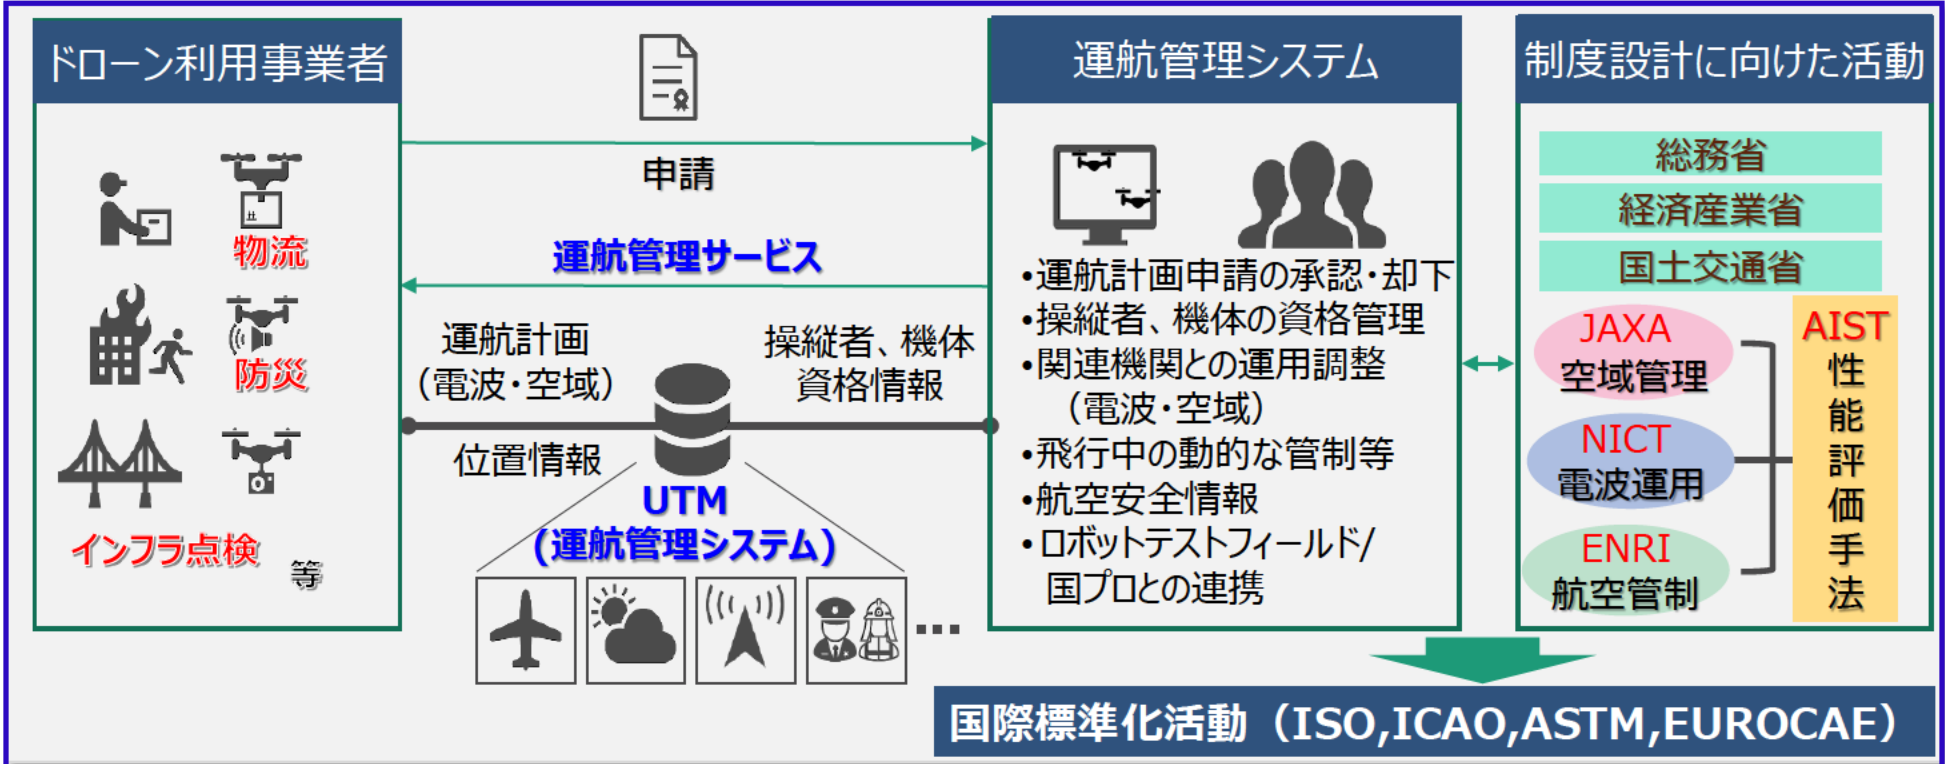 ドローン利用事業者
物流
防災
インフラ点検
等
申請
運航管理サービス
運航計画
（電波・空域）
操縦者、機体
資格情報
位置情報
UTM
(運航管理システム)
…
運航管理システム
・運航計画申請の承認・却下
・操縦者、機体の資格管理
・関連機関との運用調整
（電波・空域）
・飛行中の動的な管制等
・航空安全情報
・ロボットテストフィールド/
国プロとの連携
制度設計に向けた活動
総務省
経済産業省
国土交通省
JAXA
空域管理
NICT
電波運用
ENRI
航空管制
AIST
性
能
評
価
手
法
国際標準化活動（ISO,ICAO,ASTM,EUROCAE）